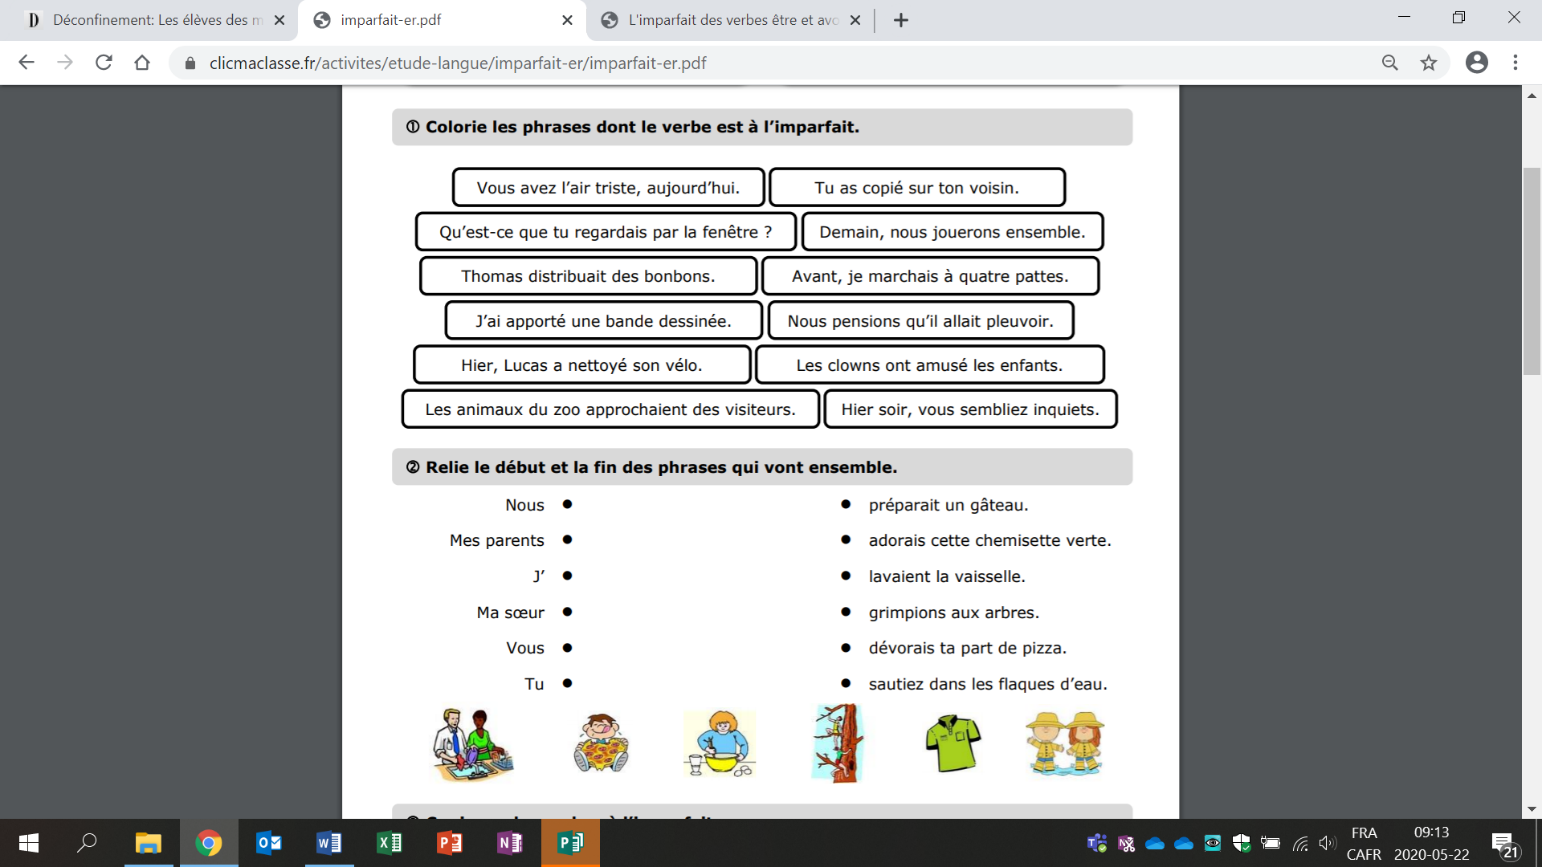 Déconfinement: Les élèves des m
imparfait-er.pdf
L'imparfait des verbes être et avo
clicmaclasse.fr/activites/etude-langue/imparfait-er/imparfait-er.pdf
① Colorie les phrases dont le verbe est à l’imparfait.
Vous avez l’air triste, aujourd’hui. Tu as copié sur ton voisin.
Qu’est-ce que tu regardais par la fenêtre ? Demain, nous jouerons ensemble.
Thomas distribuait des bonbons. Avant, je marchais à quatre pattes.
J’ai apporté une bande dessinée. Nous pensions qu’il allait pleuvoir.
Hier, Lucas a nettoyé son vélo. Les clowns ont amusé les enfants.
Les animaux du zoo approchaient des visiteurs. Hier soir, vous sembliez inquiets.
② Relie le début et la fin des phrases qui vont ensemble.
Nous ● ● préparait un gâteau.
Mes parents ● ● adorais cette chemisette verte.
J’ ● ● lavaient la vaisselle.
Ma sœur ● ● grimpions aux arbres.
Vous ● ● dévorais ta part de pizza.
Tu ● ● sautiez dans les flaques d’eau.
FRA 09:13
CAFR 2020-05-22
21